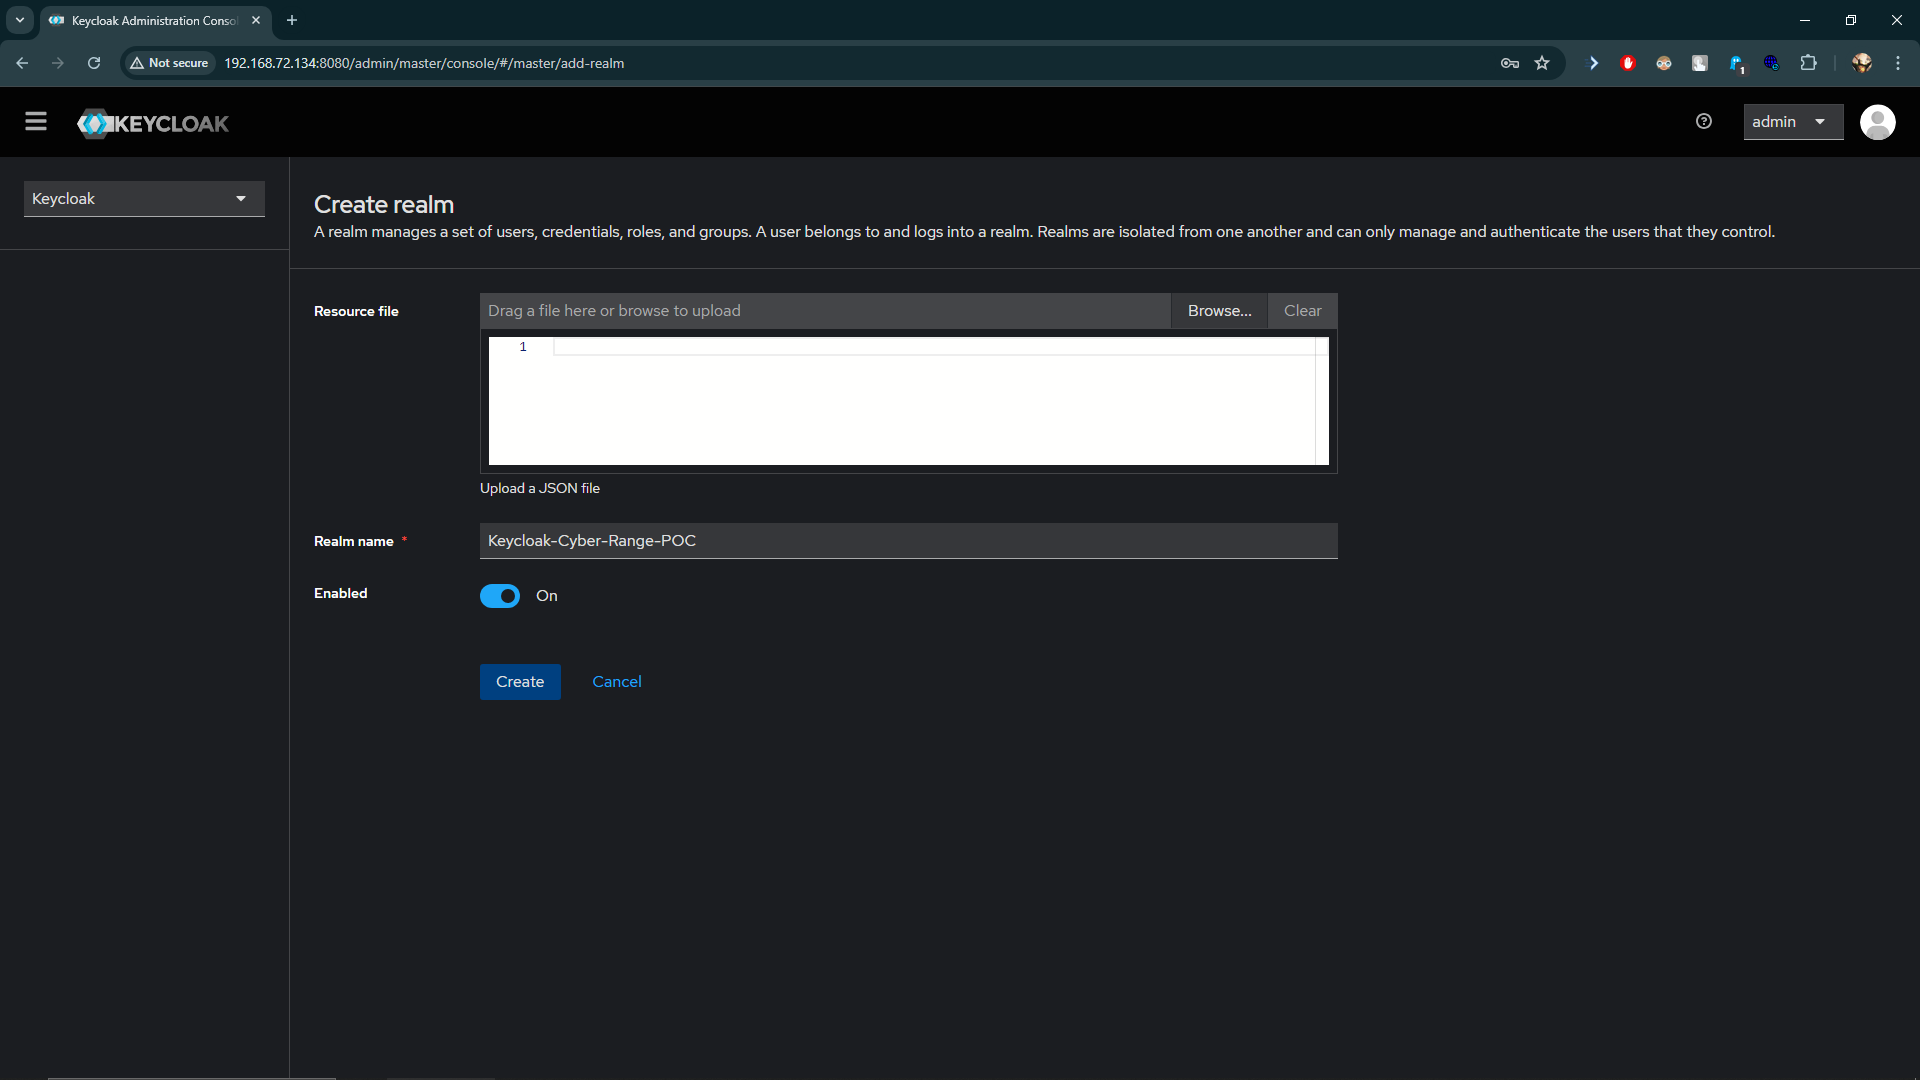 Keycloak Administration Conso
Not secure
192.168.72.134:8080/admin/master/console/#/master/add-realm
1
KEYCLOAK
admin
Keycloak
Create realm
A realm manages a set of users, credentials, roles, and groups. A user belongs to and logs into a realm. Realms are isolated from one another and can only manage and authenticate the users that they control.
Resource file
Drag a file here or browse to upload
Browse...
Clear
1
Upload a JSON file
Realm name *
Keycloak-Cyber-Range-POC
Enabled
On
Create
Cancel